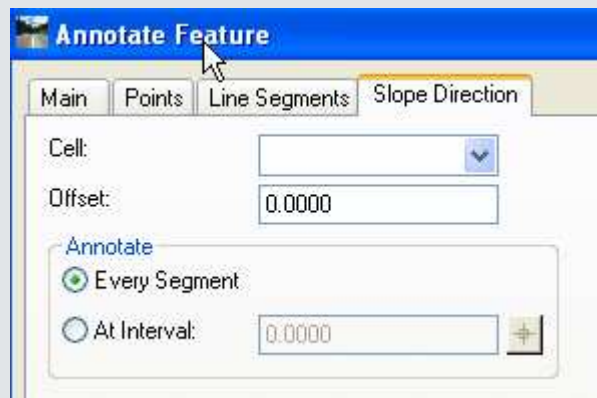 Annotate Feature
Main Points Line Segments Slope Direction
Cell:
Offset: 0.0000
Annotate
Every Segment
At Interval: 0.0000